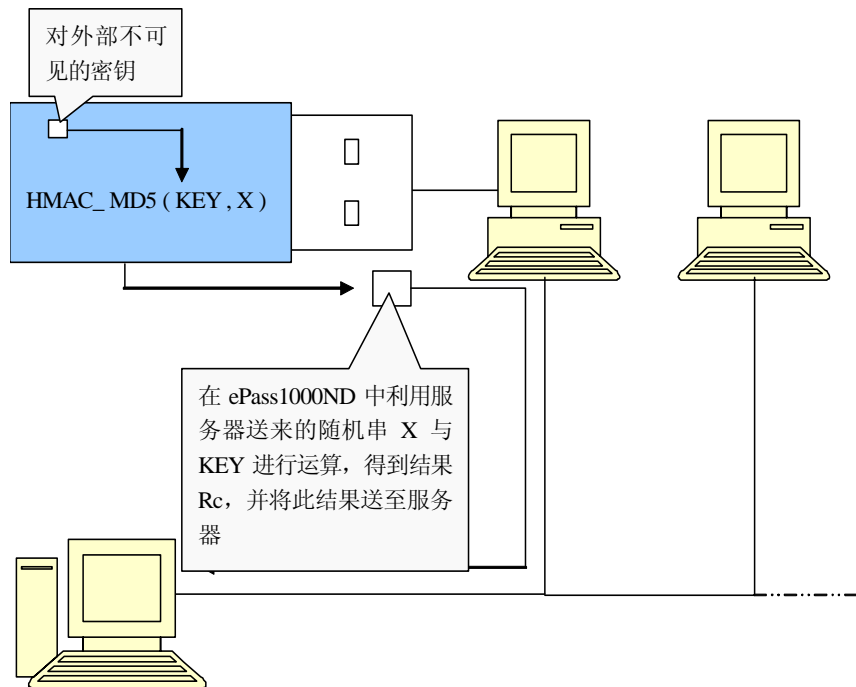 对外部不可
见的密钥
HMAC_ MD5 ( KEY , X )
在 ePass1000ND 中利用服
务器送来的随机串 X 与
KEY 进行运算，得到结果
Rc，并将此结果送至服务
器